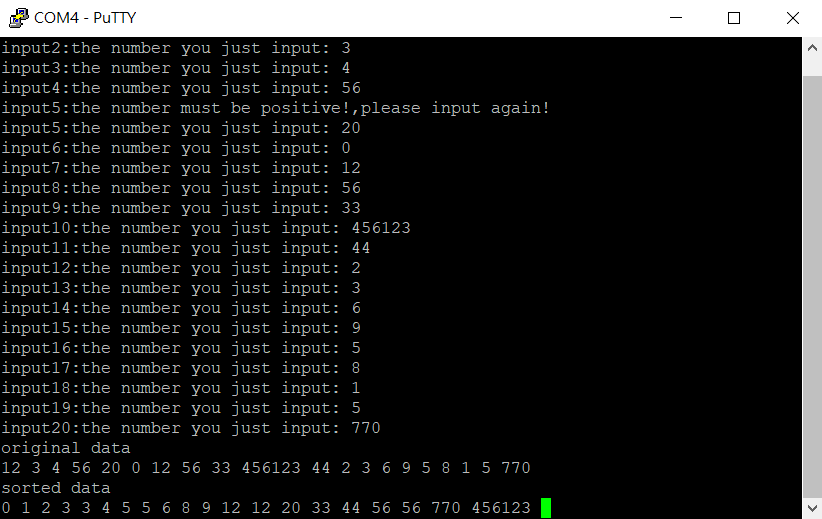 COM4 - PuTTY
input2:the number you just input: 3
input3:the number you just input: 4
input4:the number you just input: 56
input5:the number must be positive!,please input again!
input5:the number you just input: 20
input6:the number you just input: 0
input7:the number you just input: 12
input8:the number you just input: 56
input9:the number you just input: 33
input10:the number you just input: 456123
input11:the number you just input: 44
input12:the number you just input: 2
input13:the number you just input: 3
input14:the number you just input: 6
input15:the number you just input: 9
input16:the number you just input: 5
input17:the number you just input: 8
input18:the number you just input: 1
input19:the number you just input: 5
input20:the number you just input: 770
original data
12 3 4 56 20 0 12 56 33 456123 44 2 3 6 9 5 8 1 5 770
sorted data
0 1 2 3 3 4 5 5 6 8 9 12 12 20 33 44 56 56 770 456123